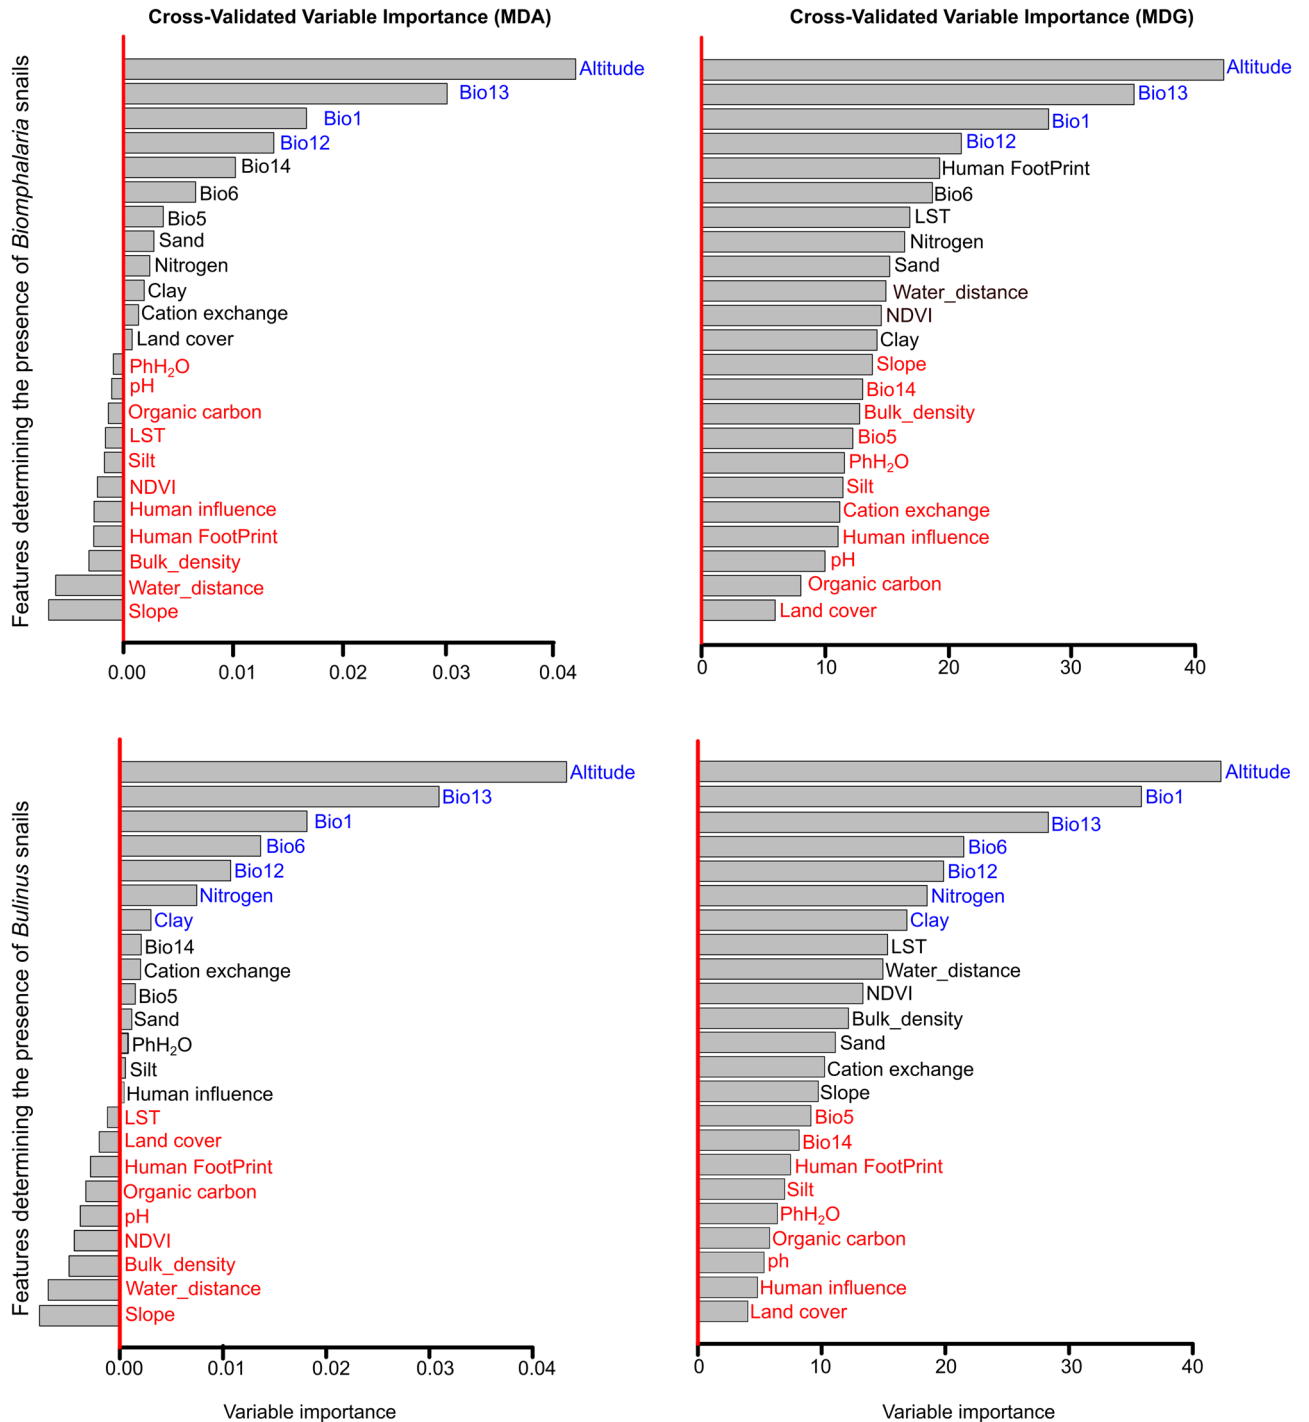 Cross-Validated Variable Importance (MDA)
Features determining the presence of Biomphalaria snails
Altitude
Bio13
Bio1
Bio12
Bio14
Bio6
Bio5
Sand
Nitrogen
Clay
Cation exchange
Land cover
PhH2O
pH
Organic carbon
LST
Silt
NDVI
Human influence
Human FootPrint
Bulk_density
Water_distance
Slope
0.00 0.01 0.02 0.03 0.04
Cross-Validated Variable Importance (MDG)
Altitude
Bio13
Bio1
Bio12
Human FootPrint
Bio6
LST
Nitrogen
Sand
Water_distance
NDVI
Clay
Slope
Bio14
Bulk_density
Bio5
PhH2O
Silt
Cation exchange
Human influence
pH
Organic carbon
Land cover
0 10 20 30 40
Features determining the presence of Bulinus snails
Altitude
Bio13
Bio1
Bio6
Bio12
Nitrogen
Clay
Bio14
Cation exchange
Bio5
Sand
PhH2O
Silt
Human influence
LST
Land cover
Human FootPrint
Organic carbon
pH
NDVI
Bulk_density
Water_distance
Slope
0.00 0.01 0.02 0.03 0.04
Variable importance
Altitude
Bio1
Bio13
Bio6
Bio12
Nitrogen
Clay
LST
Water_distance
NDVI
Bulk_density
Sand
Cation exchange
Slope
Bio5
Bio14
Human FootPrint
Silt
PhH2O
Organic carbon
ph
Human influence
Land cover
0 10 20 30 40
Variable importance